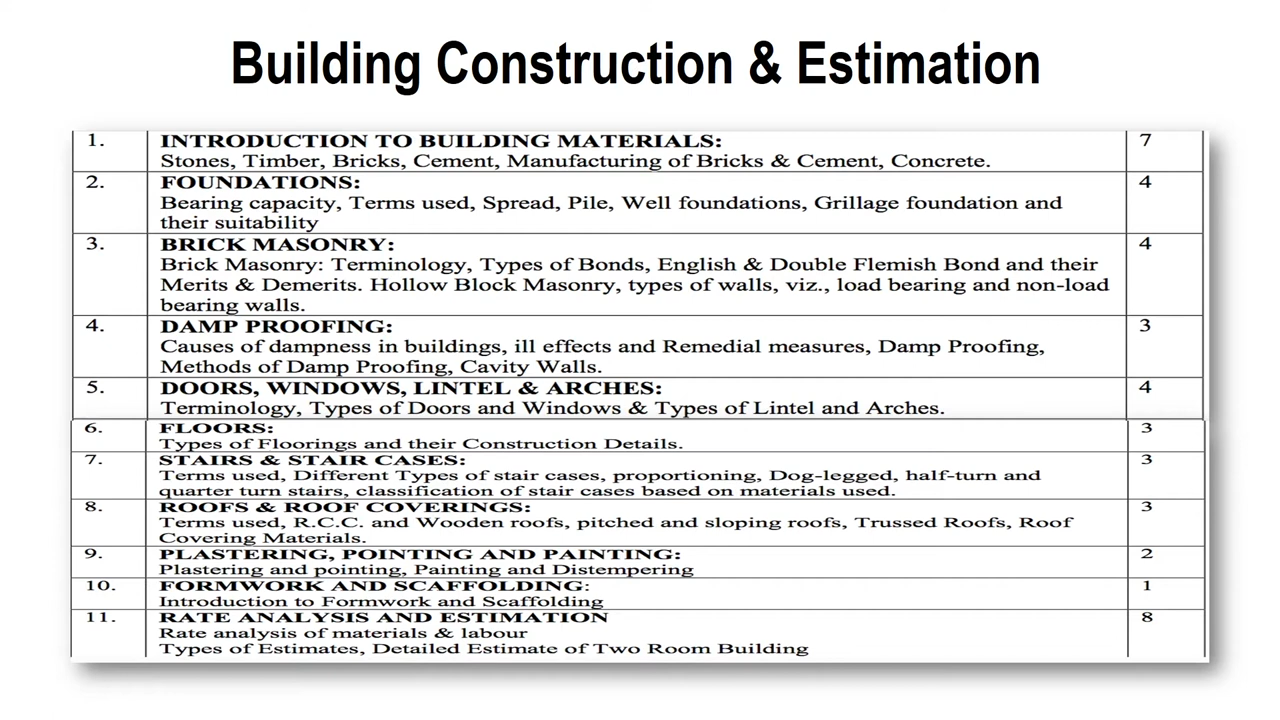 Building Construction & Estimation
1. INTRODUCTION TO BUILDING MATERIALS: 7
Stones, Timber, Bricks, Cement, Manufacturing of Bricks & Cement, Concrete.
2. FOUNDATIONS: 4
Bearing capacity, Terms used, Spread, Pile, Well foundations, Grillage foundation and
their suitability
3. BRICK MASONRY: 4
Brick Masonry: Terminology, Types of Bonds, English & Double Flemish Bond and their
Merits & Demerits. Hollow Block Masonry, types of walls, viz., load bearing and non-load
bearing walls.
4. DAMP PROOFING: 3
Causes of dampness in buildings, ill effects and Remedial measures, Damp Proofing,
Methods of Damp Proofing, Cavity Walls.
5. DOORS, WINDOWS, LINTEL & ARCHES: 4
Terminology, Types of Doors and Windows & Types of Lintel and Arches.
6. FLOORS: 3
Types of Floorings and their Construction Details.
7. STAIRS & STAIR CASES: 3
Terms used, Different Types of stair cases, proportioning, Dog-legged, half-turn and
quarter turn stairs, classification of stair cases based on materials used.
8. ROOFS & ROOF COVERINGS: 3
Terms used, R.C.C. and Wooden roofs, pitched and sloping roofs, Trussed Roofs, Roof
Covering Materials.
9. PLASTERING, POINTING AND PAINTING: 2
Plastering and pointing, Painting and Distempering
10. FORMWORK AND SCAFFOLDING: 1
Introduction to Formwork and Scaffolding
11. RATE ANALYSIS AND ESTIMATION 8
Rate analysis of materials & labour
Types of Estimates, Detailed Estimate of Two Room Building